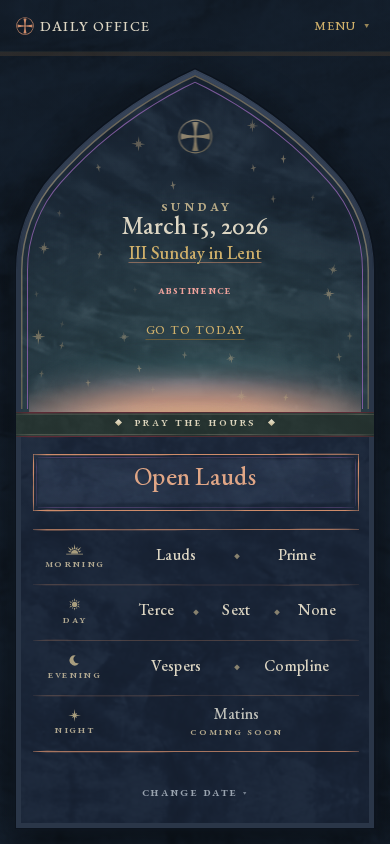 DAILY OFFICE
MENU
SUNDAY
March 15, 2026
III Sunday in Lent
ABSTINENCE
GO TO TODAY
PRAY THE HOURS
Open Lauds
MORNING Lauds Prime
DAY Terce Sext None
EVENING Vespers Compline
NIGHT Matins
COMING SOON
CHANGE DATE